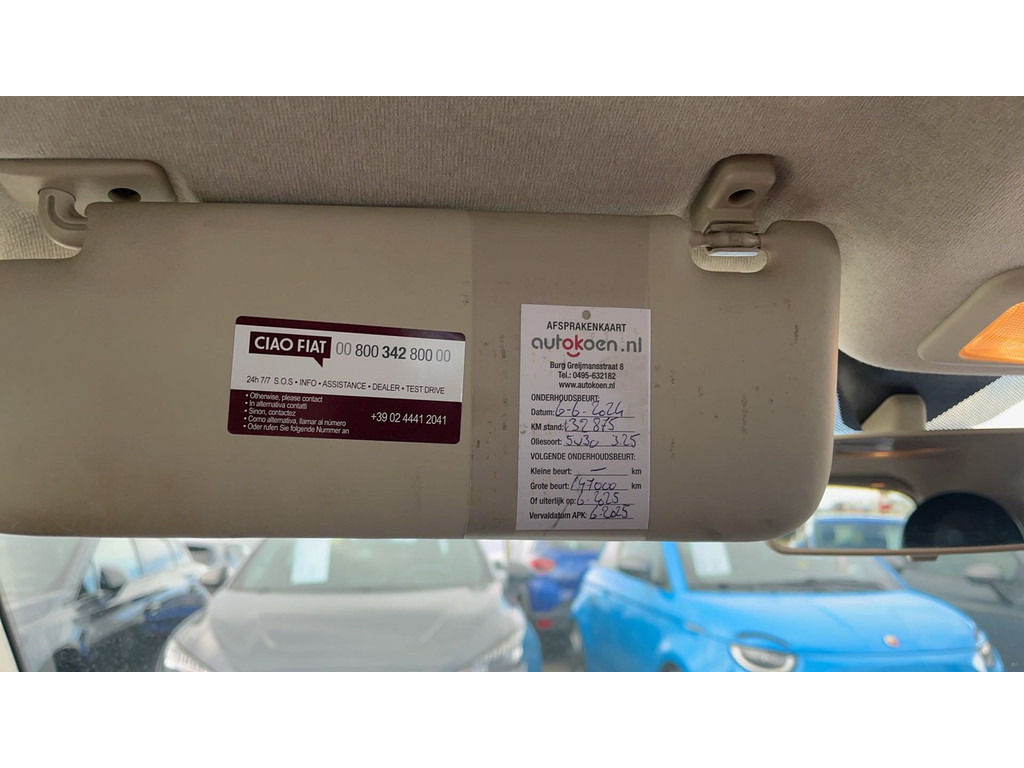 CIAO FIAT 00 800 342 800 00
24h 7/7 S.O.S • INFO • ASSISTANCE • DEALER • TEST DRIVE
• Otherwise, please contact
• In alternativa contatti
• Sinon, contactez
• Como alternativa, llamar al número
• Oder rufen Sie folgende Nummer an
+39 02 4441 2041
AFSPRAKENKAART
autokoen.nl
Burg Greijmansstraat 8
Tel.: 0495-632182
www.autokoen.nl
ONDERHOUDSBEURT:
Datum: 6-6-2024
KM stand: 132875
Oliesoort: 5W30 3.25
VOLGENDE ONDERHOUDSBEURT:
Kleine beurt: — km
Grote beurt: 147000 km
Of uiterlijk op: 6-2025
Vervaldatum APK: 6-2025